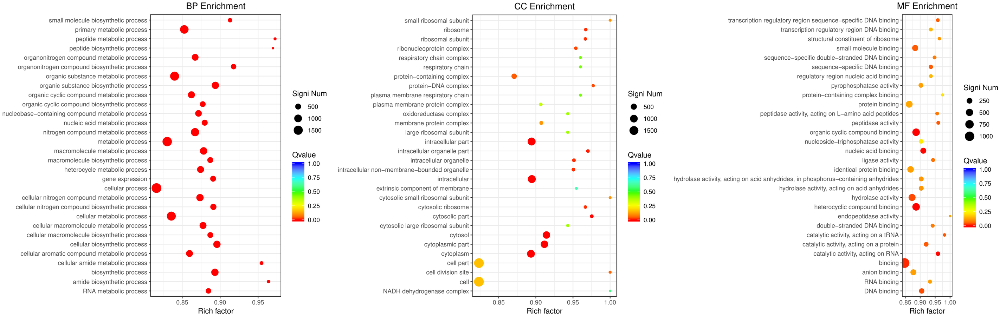 BP Enrichment
small molecule biosynthetic process
primary metabolic process
peptide metabolic process
peptide biosynthetic process
organonitrogen compound metabolic process
organonitrogen compound biosynthetic process
organic substance metabolic process
organic substance biosynthetic process
organic cyclic compound metabolic process
organic cyclic compound biosynthetic process
nucleobase−containing compound metabolic process
nucleic acid metabolic process
nitrogen compound metabolic process
metabolic process
macromolecule metabolic process
macromolecule biosynthetic process
heterocycle metabolic process
gene expression
cellular process
cellular nitrogen compound metabolic process
cellular nitrogen compound biosynthetic process
cellular metabolic process
cellular macromolecule metabolic process
cellular macromolecule biosynthetic process
cellular biosynthetic process
cellular aromatic compound metabolic process
cellular amide metabolic process
biosynthetic process
amide biosynthetic process
RNA metabolic process
0.85 0.90 0.95
Rich factor
Signi Num
500
1000
1500
Qvalue
1.00
0.75
0.50
0.25
0.00
CC Enrichment
small ribosomal subunit
ribosome
ribosomal subunit
ribonucleoprotein complex
respiratory chain complex
respiratory chain
protein−containing complex
protein−DNA complex
plasma membrane respiratory chain
plasma membrane protein complex
oxidoreductase complex
membrane protein complex
large ribosomal subunit
intracellular part
intracellular organelle part
intracellular organelle
intracellular non−membrane−bounded organelle
intracellular
extrinsic component of membrane
cytosolic small ribosomal subunit
cytosolic ribosome
cytosolic part
cytosolic large ribosomal subunit
cytosol
cytoplasmic part
cytoplasm
cell part
cell division site
cell
NADH dehydrogenase complex
0.85 0.90 0.95 1.00
Rich factor
Signi Num
500
1000
1500
Qvalue
1.00
0.75
0.50
0.25
0.00
MF Enrichment
transcription regulatory region sequence−specific DNA binding
transcription regulatory region DNA binding
structural constituent of ribosome
small molecule binding
sequence−specific double−stranded DNA binding
sequence−specific DNA binding
regulatory region nucleic acid binding
pyrophosphatase activity
protein−containing complex binding
protein binding
peptidase activity, acting on L−amino acid peptides
peptidase activity
organic cyclic compound binding
nucleoside−triphosphatase activity
nucleic acid binding
ligase activity
identical protein binding
hydrolase activity, acting on acid anhydrides, in phosphorus−containing anhydrides
hydrolase activity, acting on acid anhydrides
hydrolase activity
heterocyclic compound binding
endopeptidase activity
double−stranded DNA binding
catalytic activity, acting on a tRNA
catalytic activity, acting on a protein
catalytic activity, acting on RNA
binding
anion binding
RNA binding
DNA binding
0.85 0.90 0.95 1.00
Rich factor
Signi Num
250
500
750
1000
Qvalue
1.00
0.75
0.50
0.25
0.00